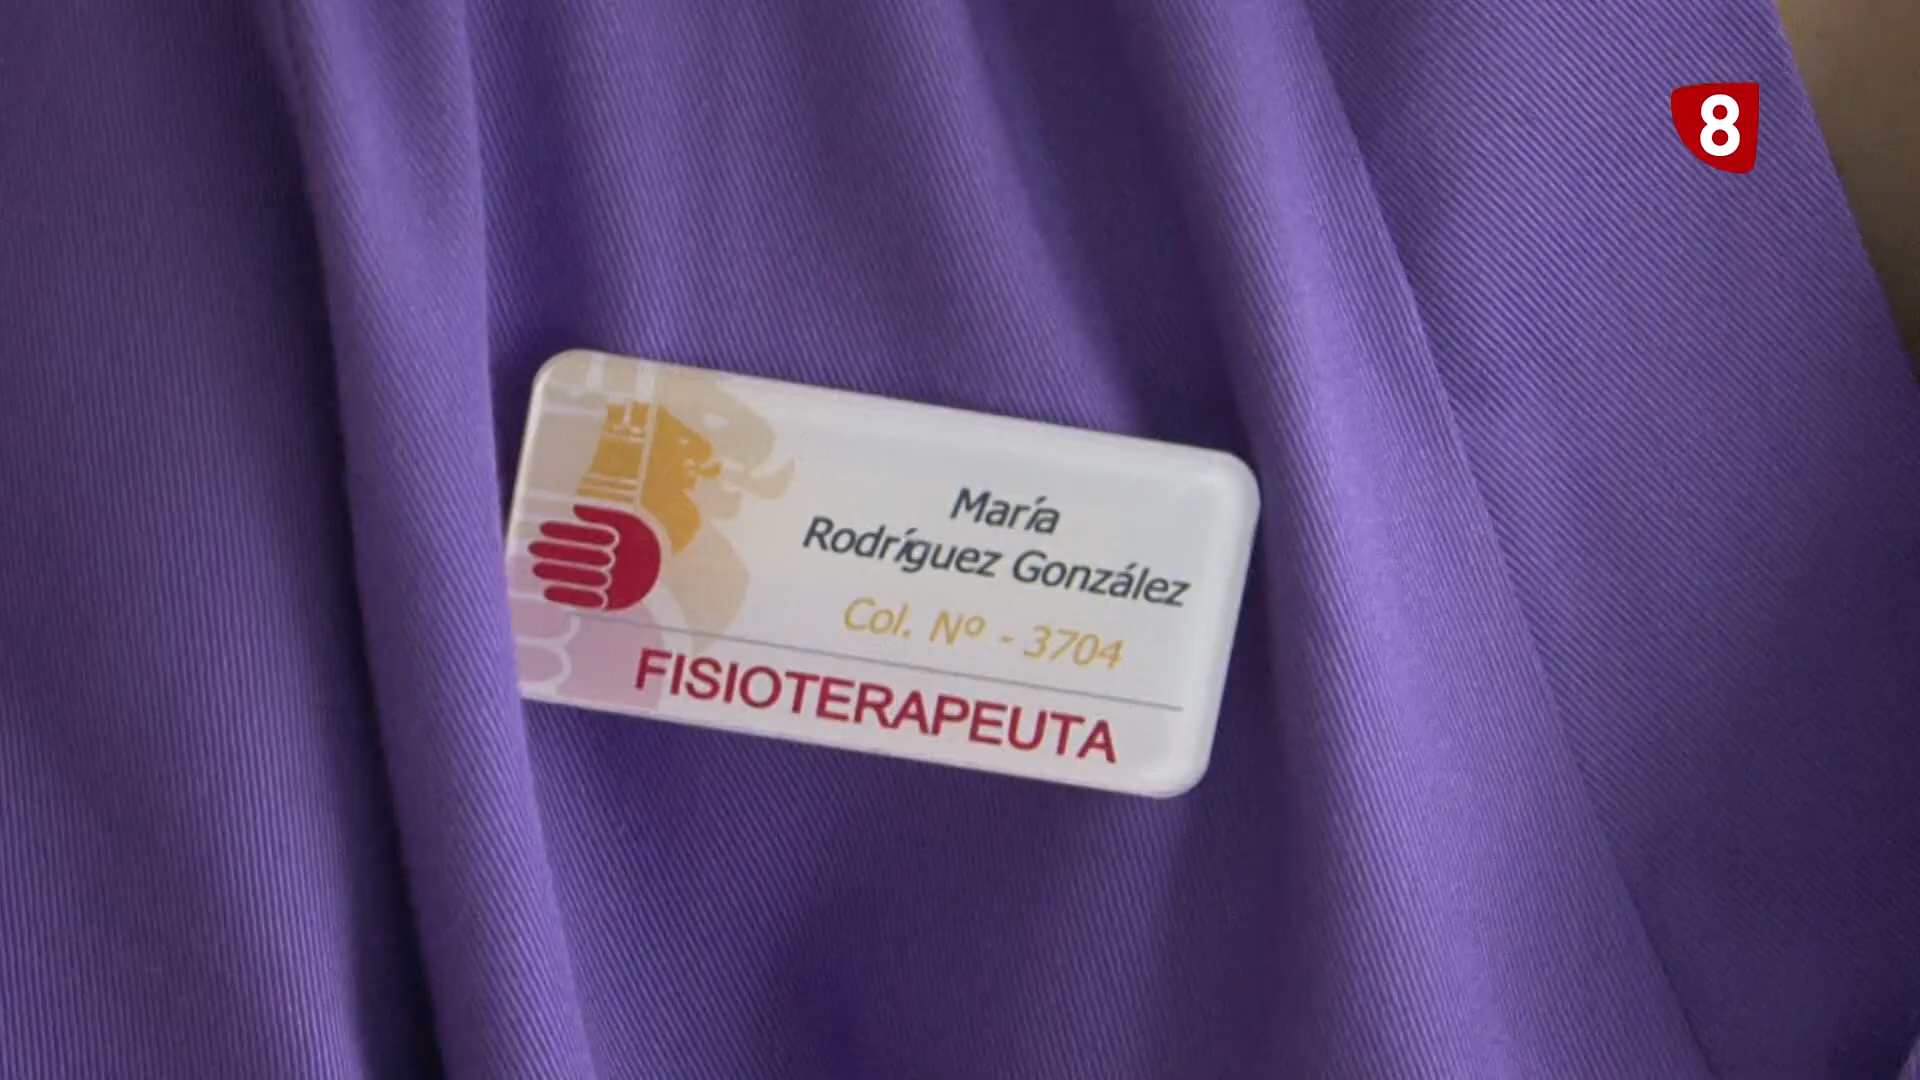 8
María
Rodríguez González
Col. Nº - 3704
FISIOTERAPEUTA